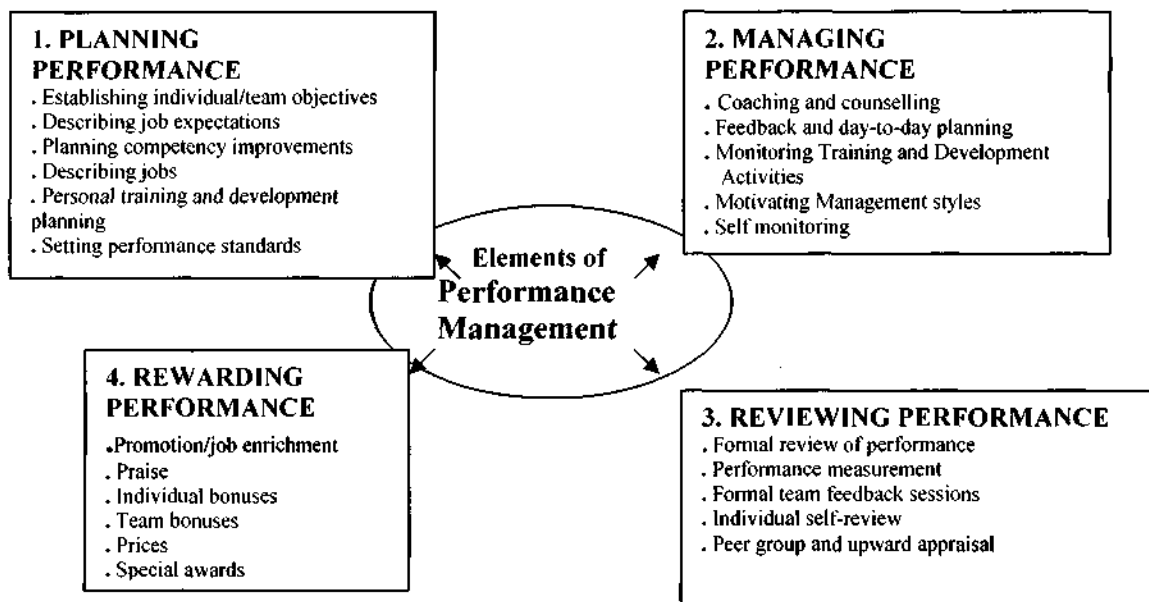 1. PLANNING
PERFORMANCE
. Establishing individual/team objectives
. Describing job expectations
. Planning competency improvements
. Describing jobs
. Personal training and development
planning
. Setting performance standards
2. MANAGING
PERFORMANCE
. Coaching and counselling
. Feedback and day-to-day planning
. Monitoring Training and Development
Activities
. Motivating Management styles
. Self monitoring
Elements of
Performance
Management
4. REWARDING
PERFORMANCE
.Promotion/job enrichment
. Praise
. Individual bonuses
. Team bonuses
. Prices
. Special awards
3. REVIEWING PERFORMANCE
. Formal review of performance
. Performance measurement
. Formal team feedback sessions
. Individual self-review
. Peer group and upward appraisal